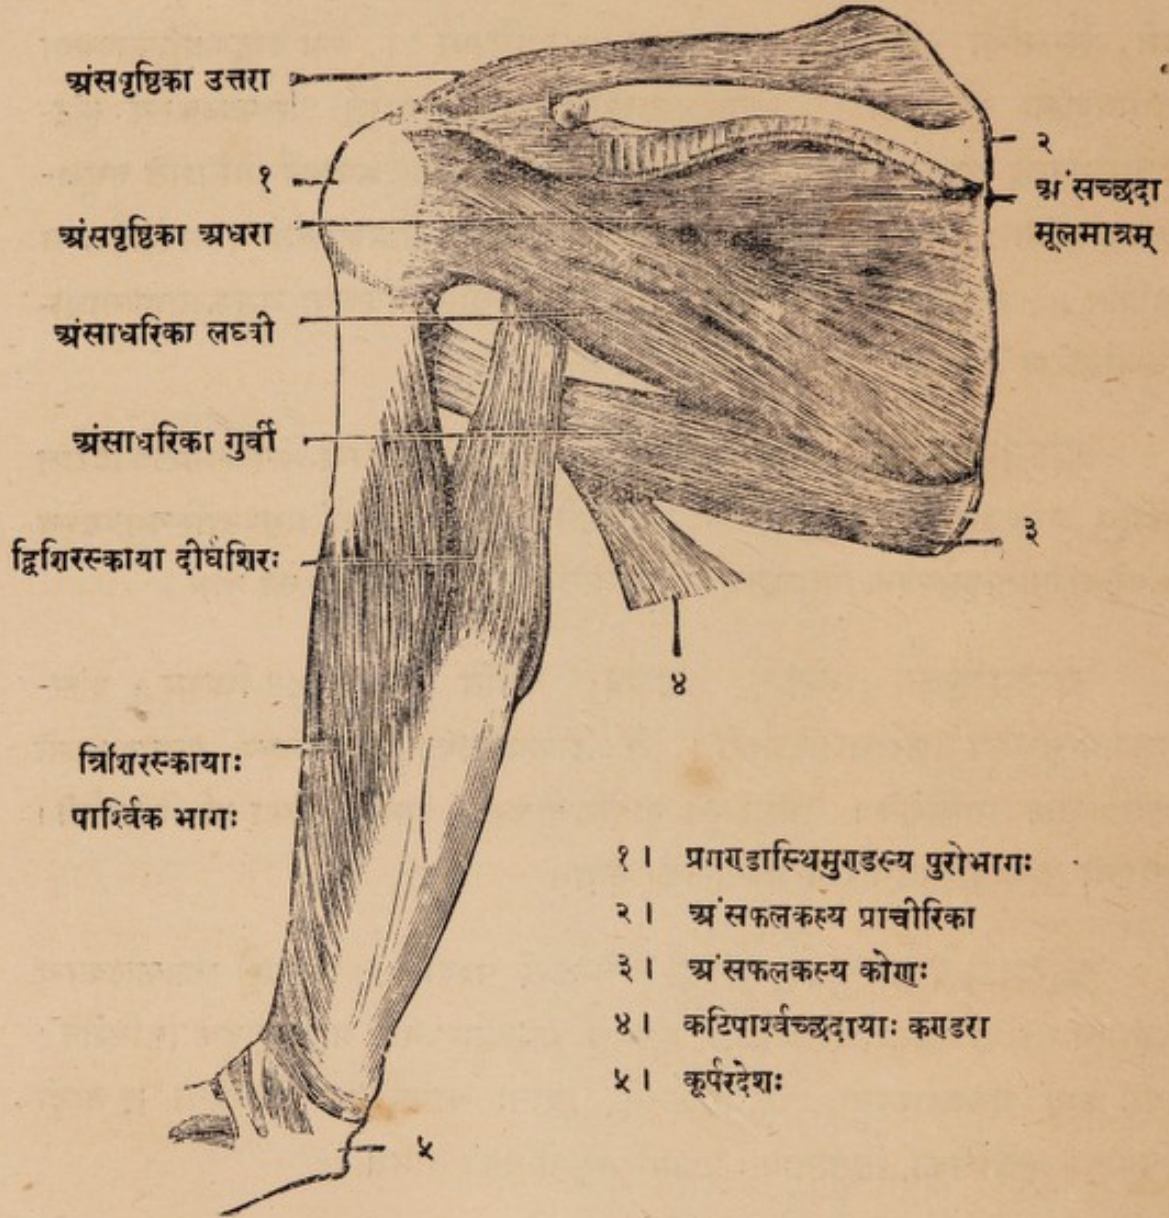 अंसपृष्ठिका उत्तरा
१
अंसपृष्ठिका अधरा
अंसाधरिका लघ्वी
अंसाधरिका गुर्वी
द्विशिरस्काया दीर्घशिरः
त्रिशिरस्कायाः
पार्श्विक भागः
२
अंसच्छदा
मूलमात्रम्
३
४
१। प्रगण्डास्थिमुण्डस्य पुरोभागः
२। अंसफलकस्य प्राचीरिका
३। अंसफलकस्य कोणः
४। कटिपार्श्वच्छदायाः कण्डरा
५। कूर्परदेशः
५